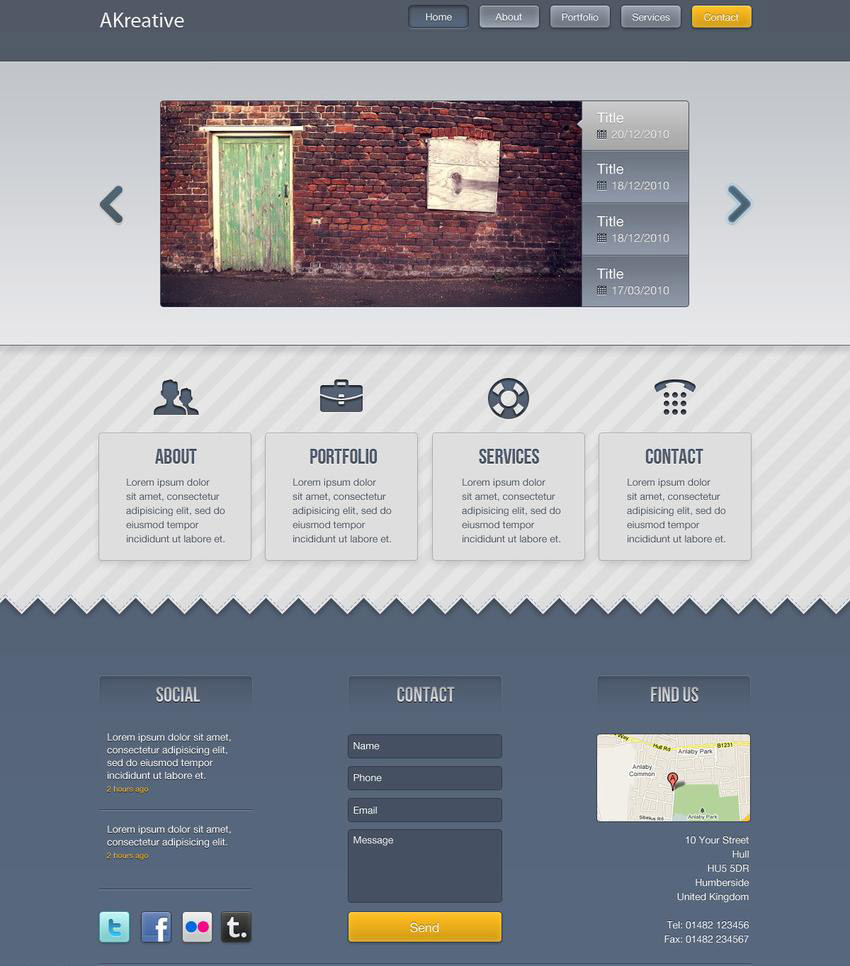 AKreative
Home
About
Portfolio
Services
Contact
Title
20/12/2010
Title
18/12/2010
Title
18/12/2010
Title
17/03/2010
ABOUT
Lorem ipsum dolor
sit amet, consectetur
adipisicing elit, sed do
eiusmod tempor
incididunt ut labore et.
PORTFOLIO
Lorem ipsum dolor
sit amet, consectetur
adipisicing elit, sed do
eiusmod tempor
incididunt ut labore et.
SERVICES
Lorem ipsum dolor
sit amet, consectetur
adipisicing elit, sed do
eiusmod tempor
incididunt ut labore et.
CONTACT
Lorem ipsum dolor
sit amet, consectetur
adipisicing elit, sed do
eiusmod tempor
incididunt ut labore et.
SOCIAL
Lorem ipsum dolor sit amet,
consectetur adipisicing elit,
sed do eiusmod tempor
incididunt ut labore et.
2 hours ago
Lorem ipsum dolor sit amet,
consectetur adipisicing elit.
2 hours ago
t
f
t.
CONTACT
Name
Phone
Email
Message
Send
FIND US
Way
Hull Rd
B1231
Anlaby Park
Anlaby
Common
A
Sibelius Rd
Anlaby Park
10 Your Street
Hull
HU5 5DR
Humberside
United Kingdom
Tel: 01482 123456
Fax: 01482 234567